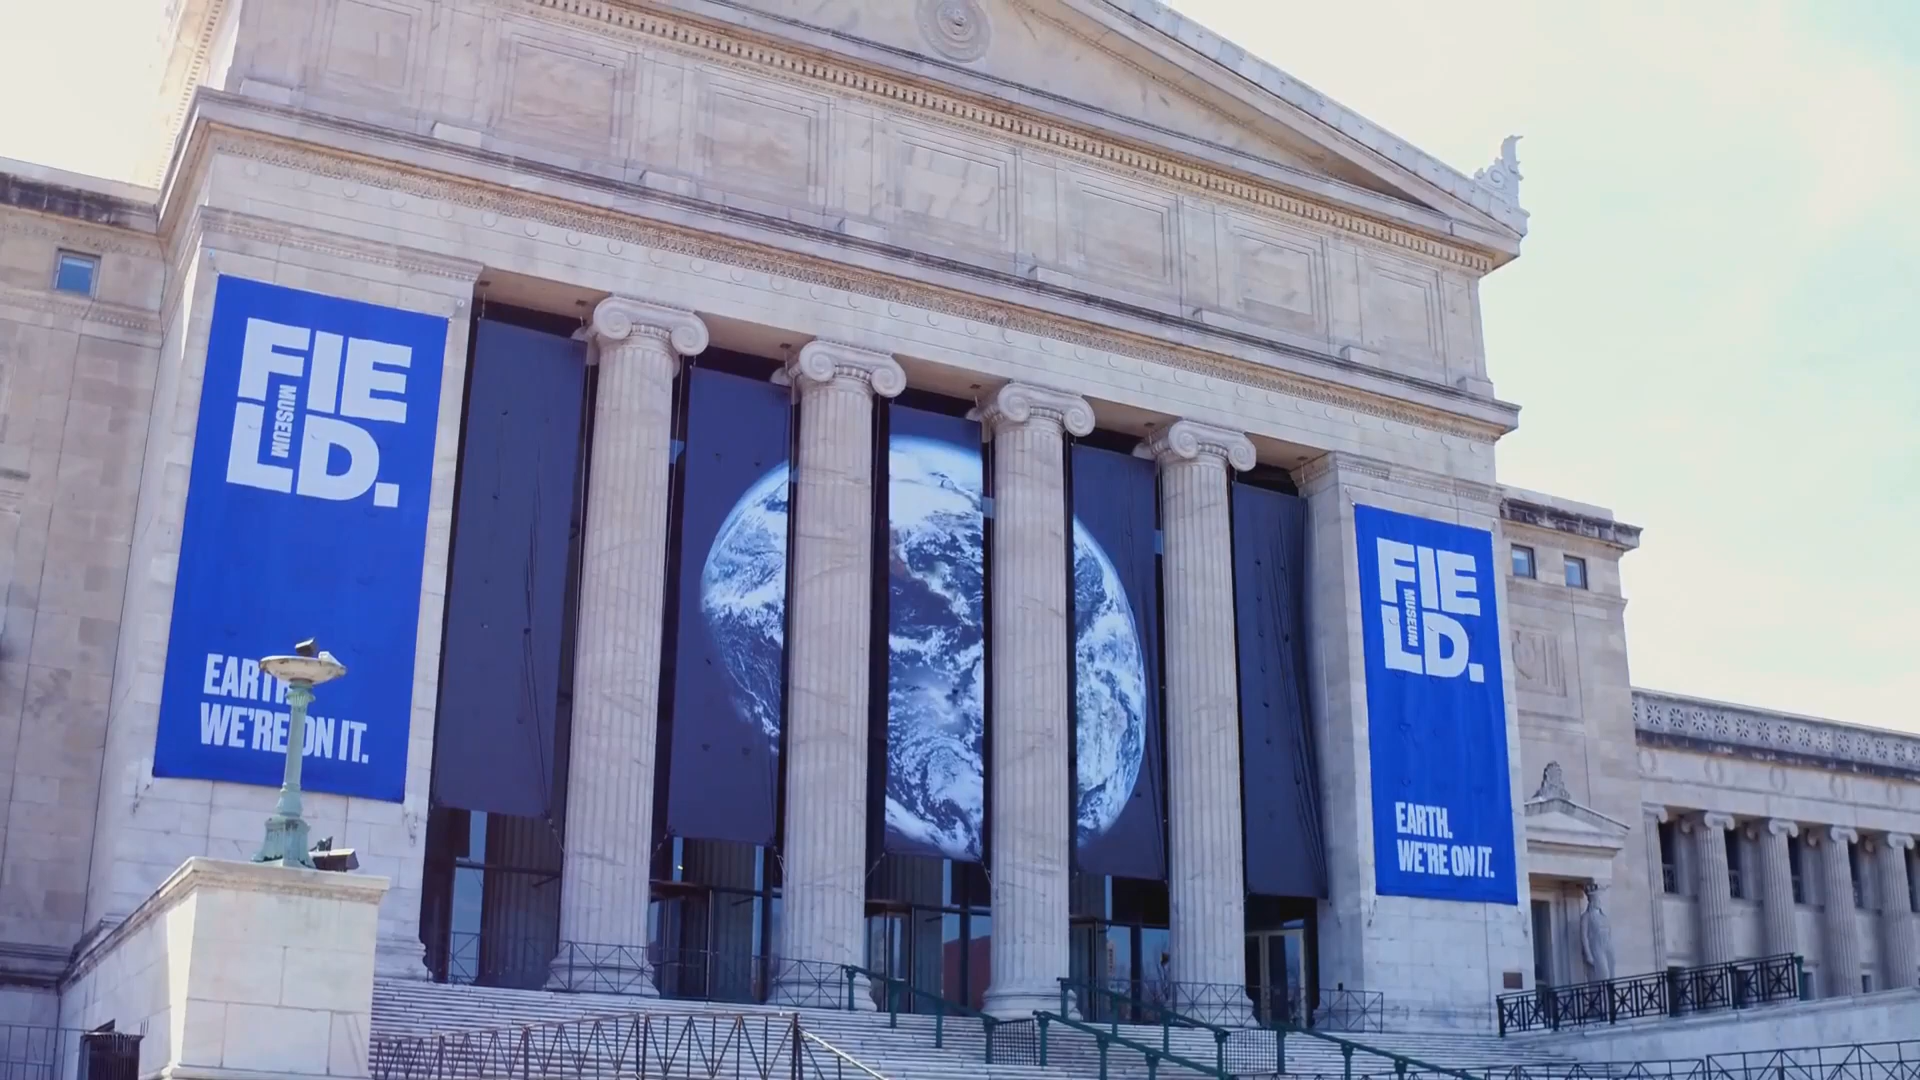 FIE
LD.
MUSEUM
EARTH.
WE'RE ON IT.
FIE
LD.
MUSEUM
EARTH.
WE'RE ON IT.